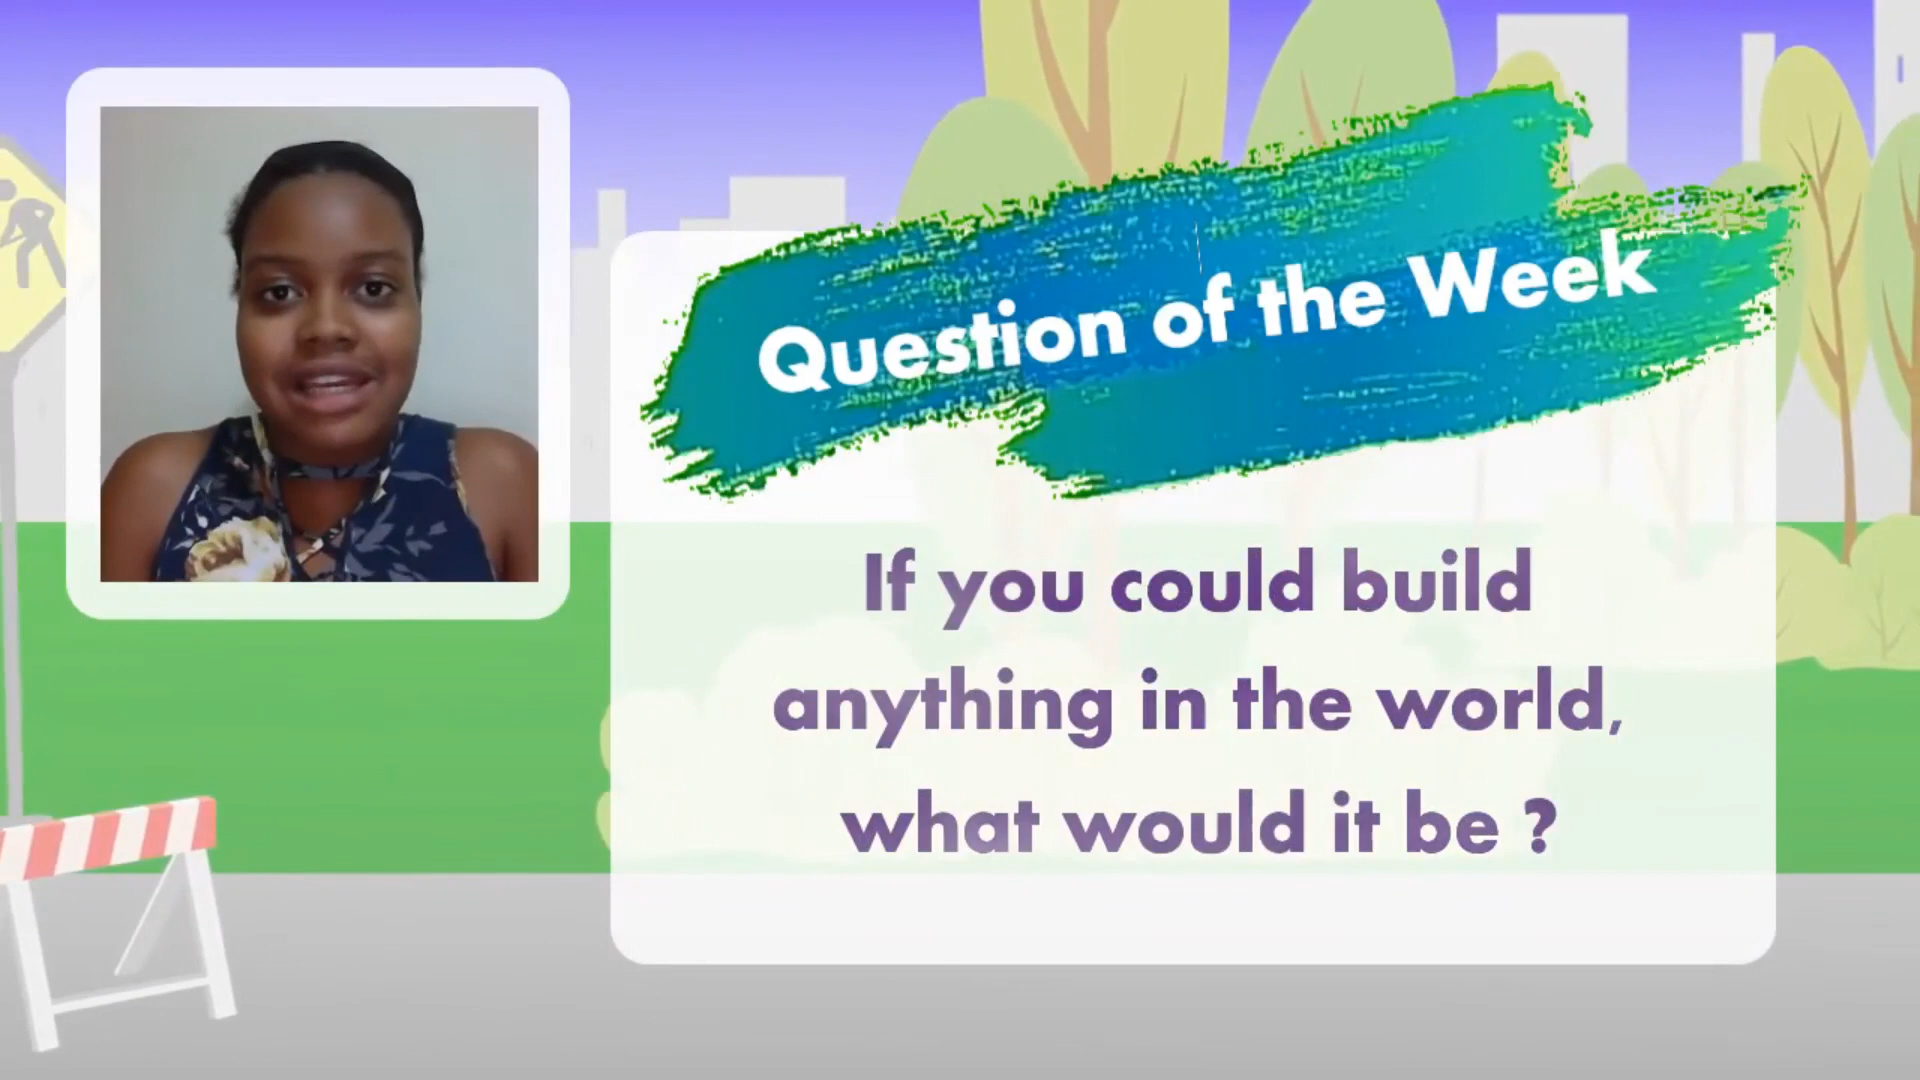 Question of the Week
If you could build
anything in the world,
what would it be ?